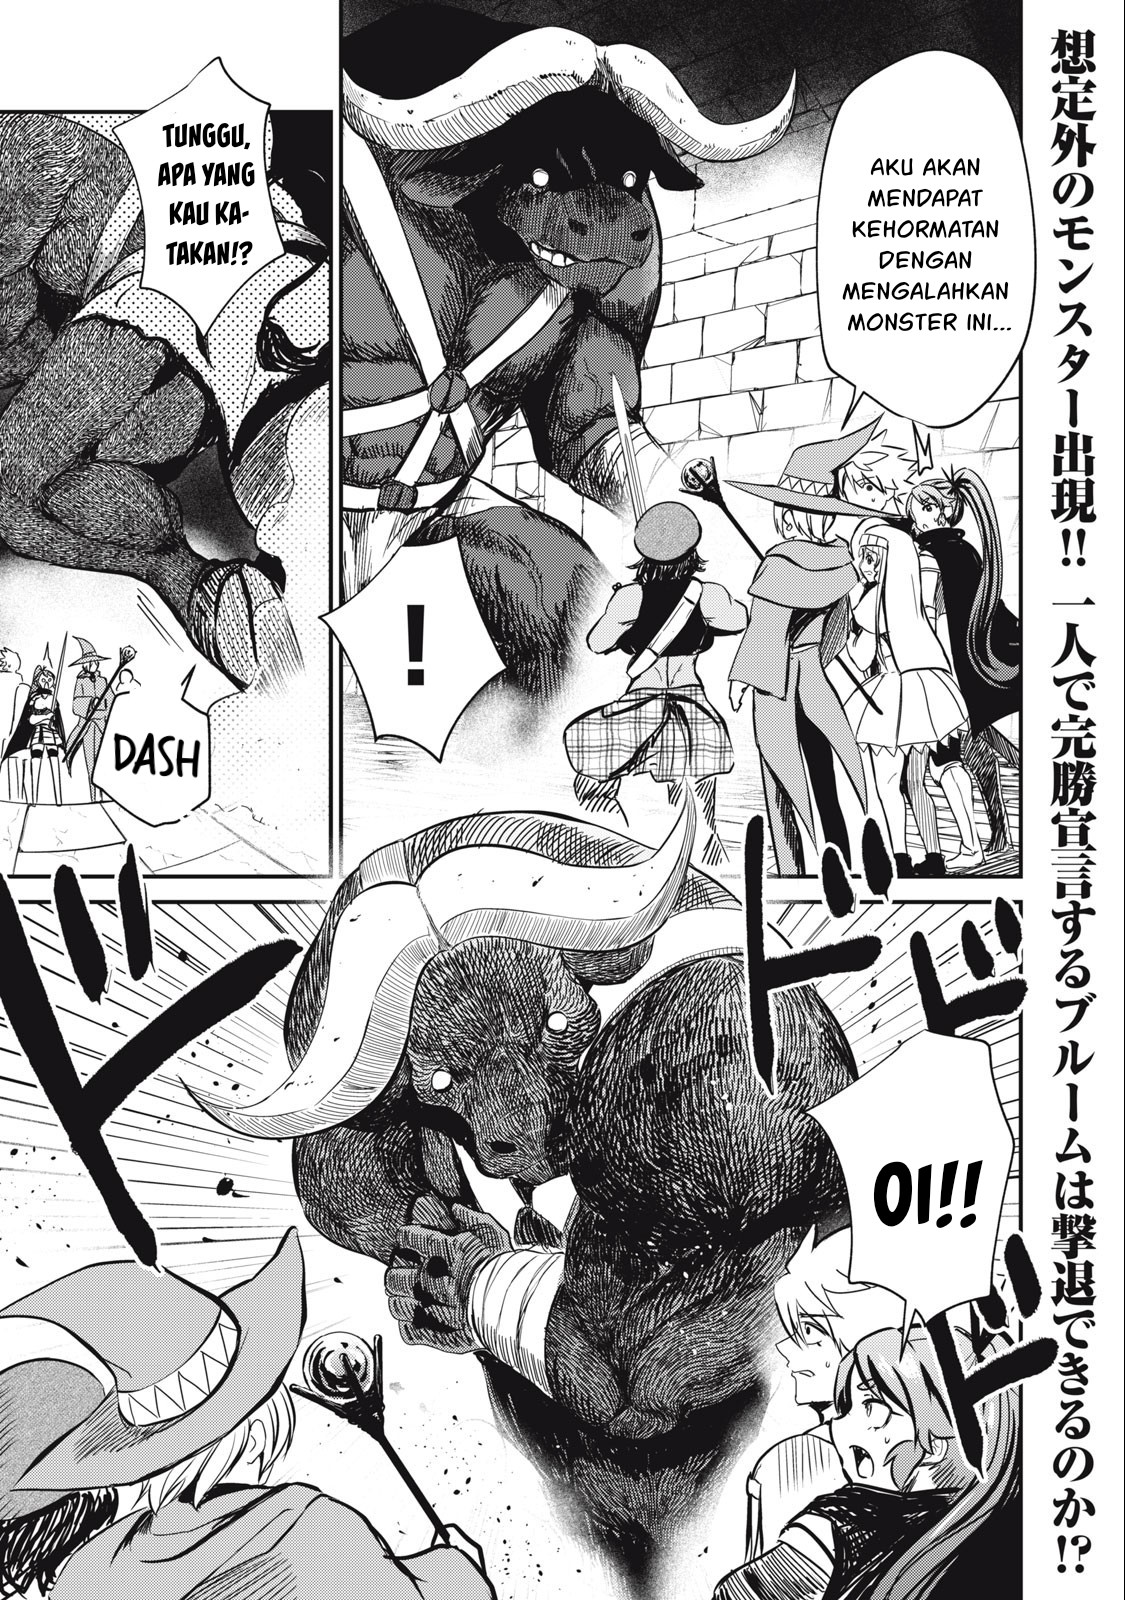 想定外のモンスター出現!! 一人で完勝宣言するブルームは撃退できるのか!?
AKU AKAN
MENDAPAT
KEHORMATAN
DENGAN
MENGALAHKAN
MONSTER INI...
TUNGGU,
APA YANG
KAU KA-
TAKAN!?
!
DASH
ドドドド
OI!!